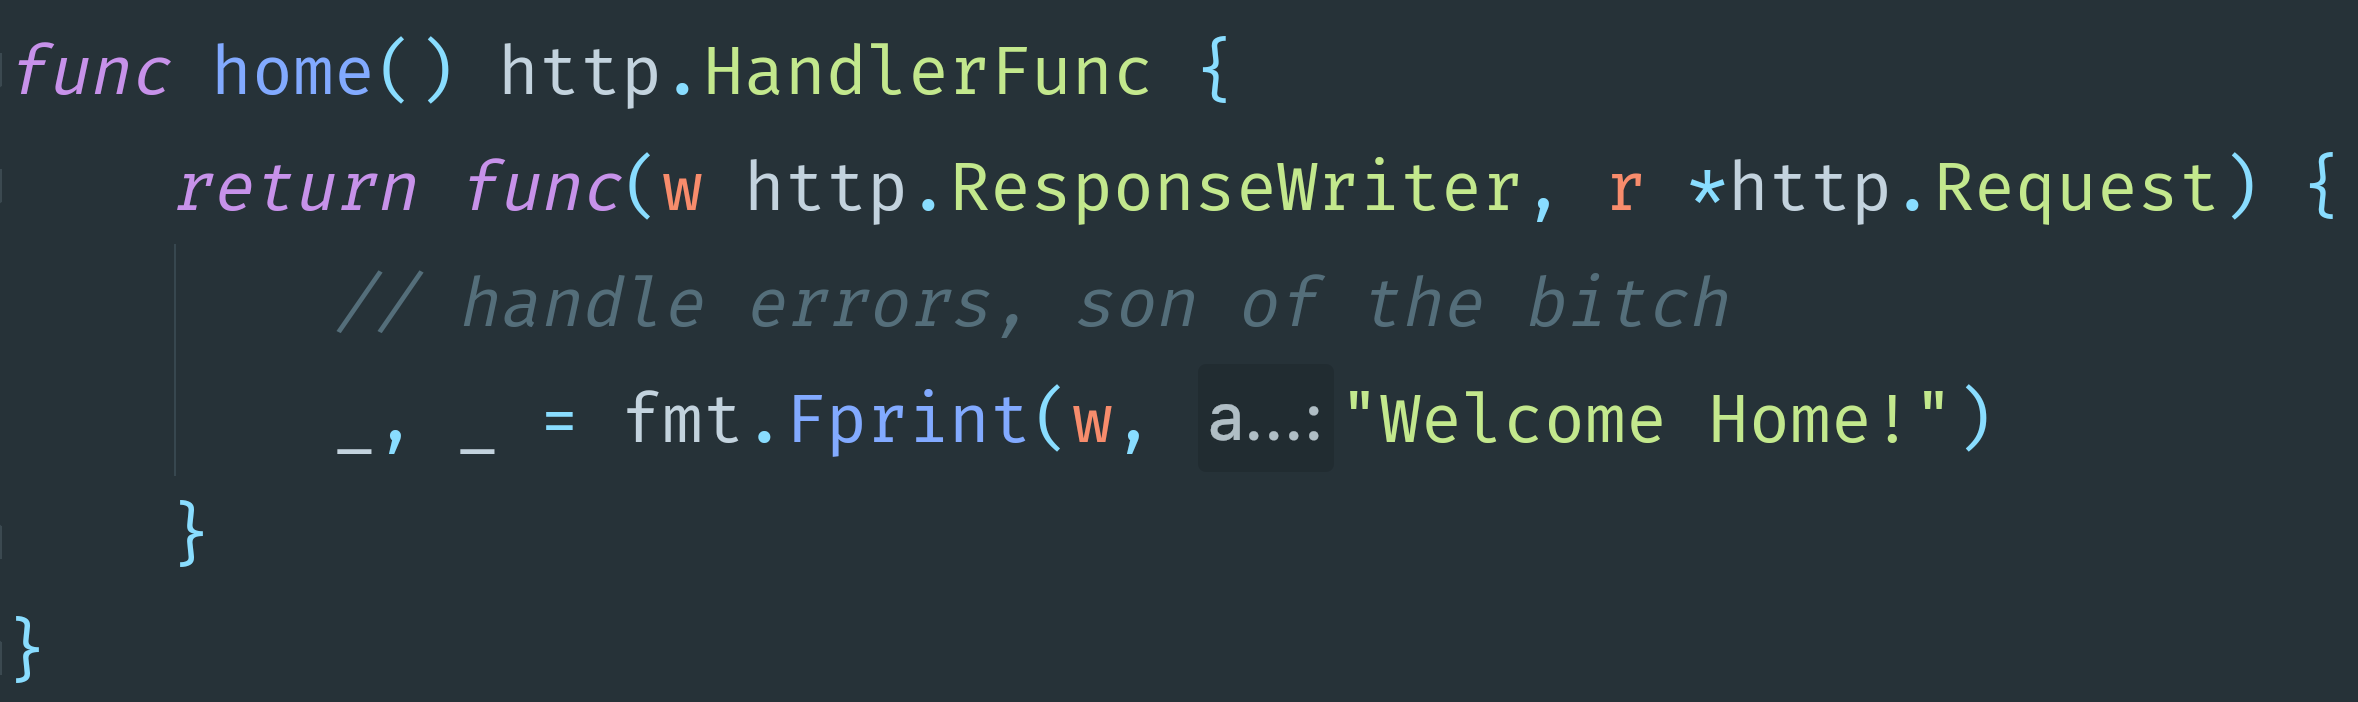 func home() http.HandlerFunc {
return func(w http.ResponseWriter, r *http.Request) {
// handle errors, son of the bitch
_, _ = fmt.Fprint(w, a...: "Welcome Home!")
}
}